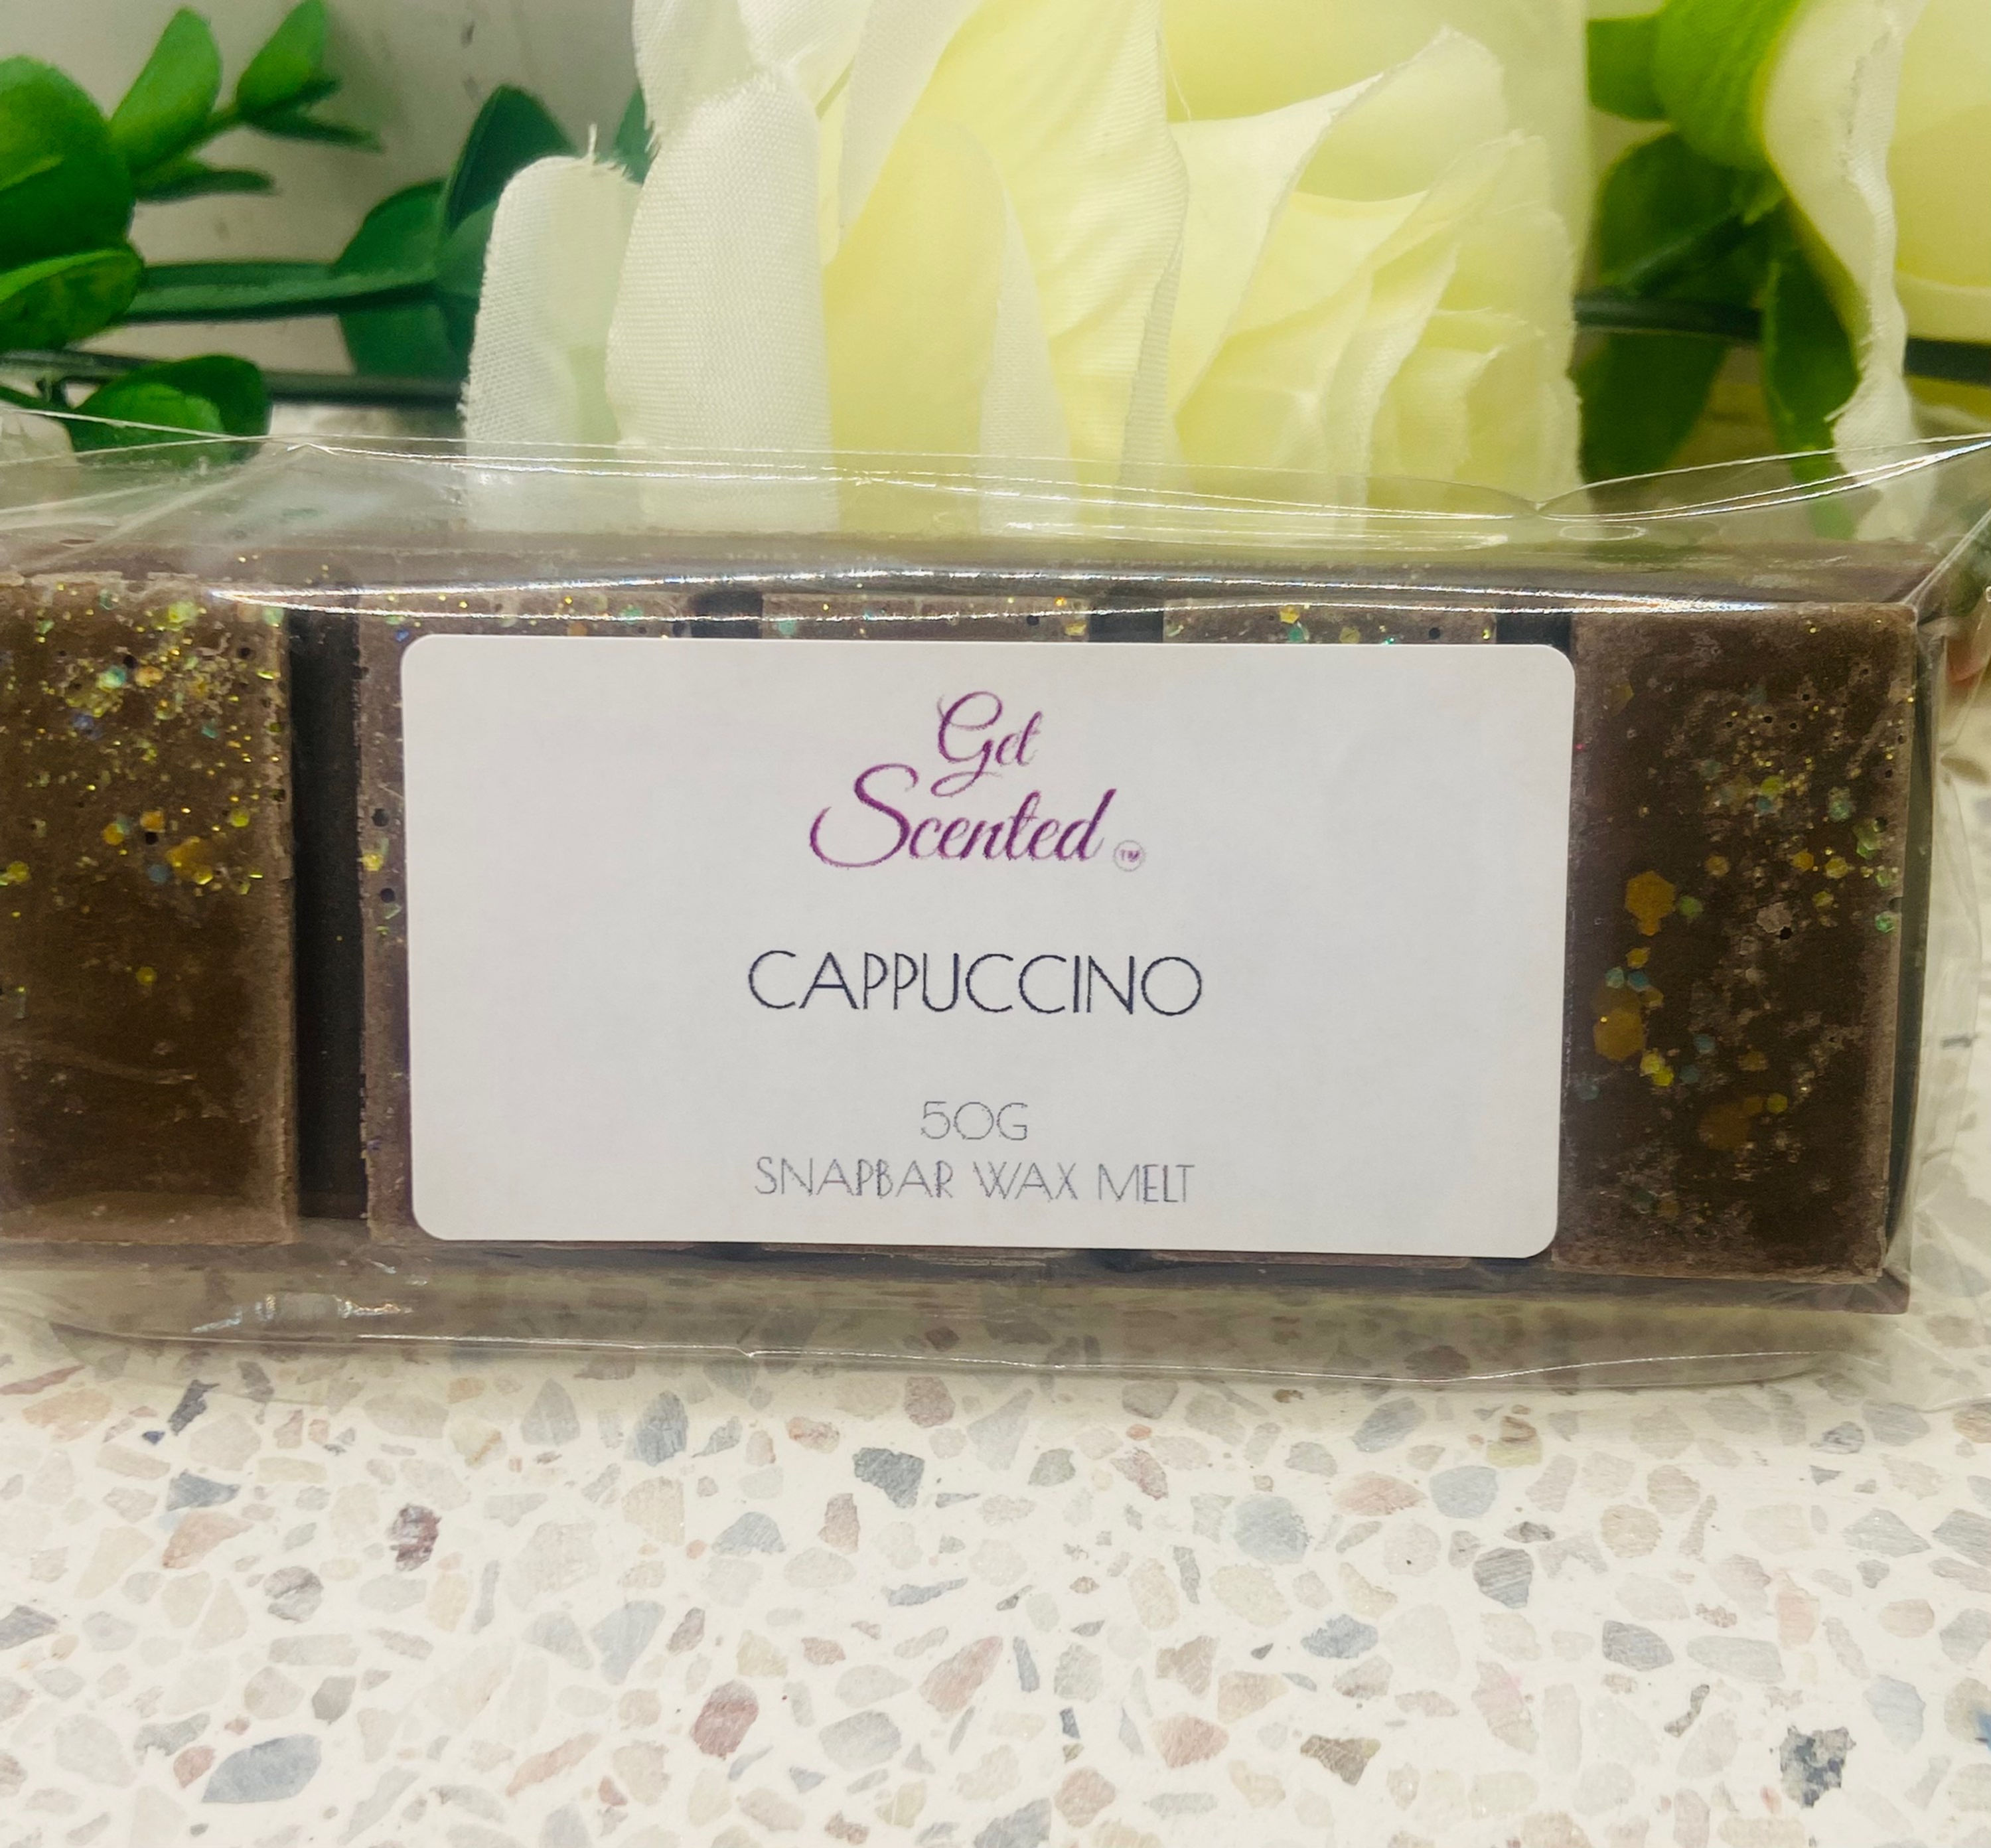 Get
Scented ™
CAPPUCCINO
50G
SNAPBAR WAX MELT